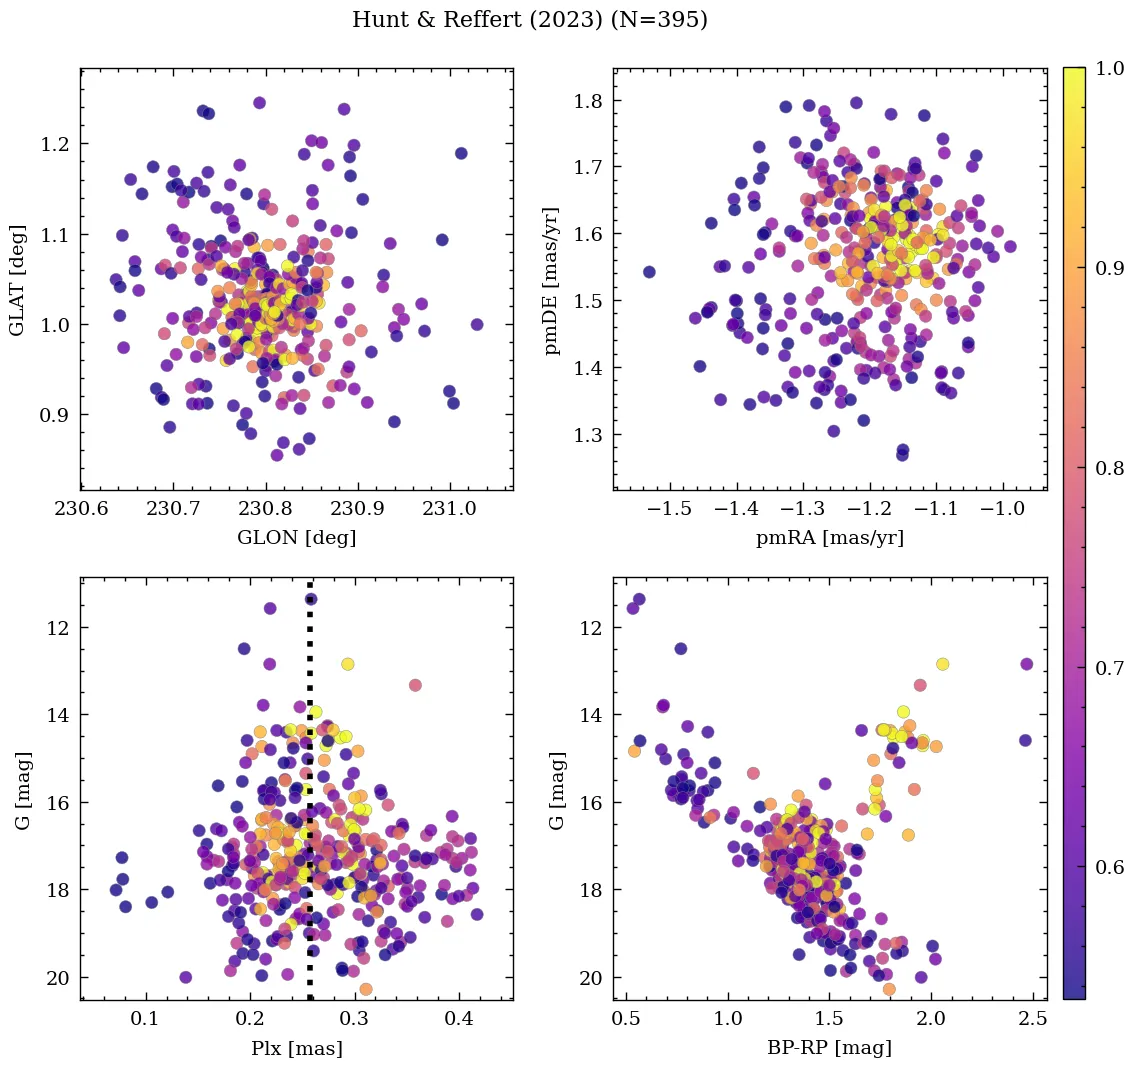 Hunt & Reffert (2023) (N=395)
1.2
1.1
1.0
0.9
GLAT [deg]
230.6 230.7 230.8 230.9 231.0
GLON [deg]
1.8
1.7
1.6
1.5
1.4
1.3
pmDE [mas/yr]
−1.5 −1.4 −1.3 −1.2 −1.1 −1.0
pmRA [mas/yr]
12
14
16
18
20
G [mag]
0.1 0.2 0.3 0.4
Plx [mas]
12
14
16
18
20
G [mag]
0.5 1.0 1.5 2.0 2.5
BP-RP [mag]
1.0
0.9
0.8
0.7
0.6